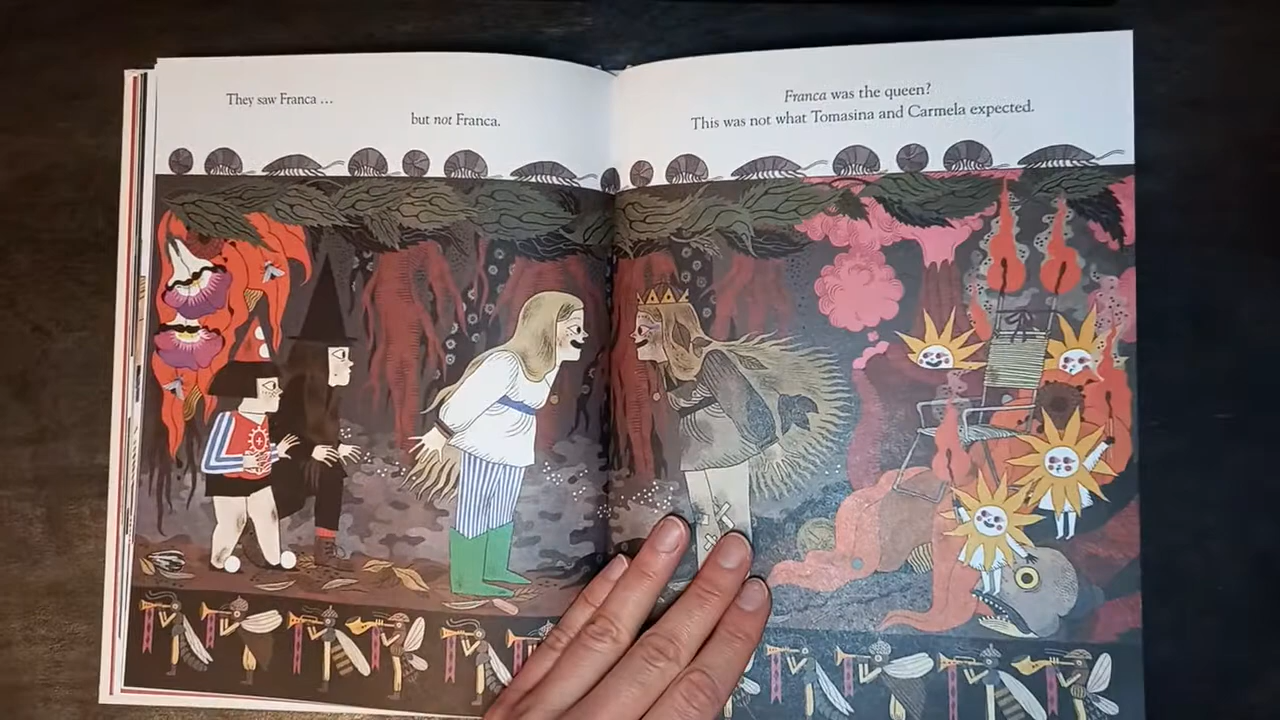 They saw Franca …
but not Franca.
Franca was the queen?
This was not what Tomasina and Carmela expected.